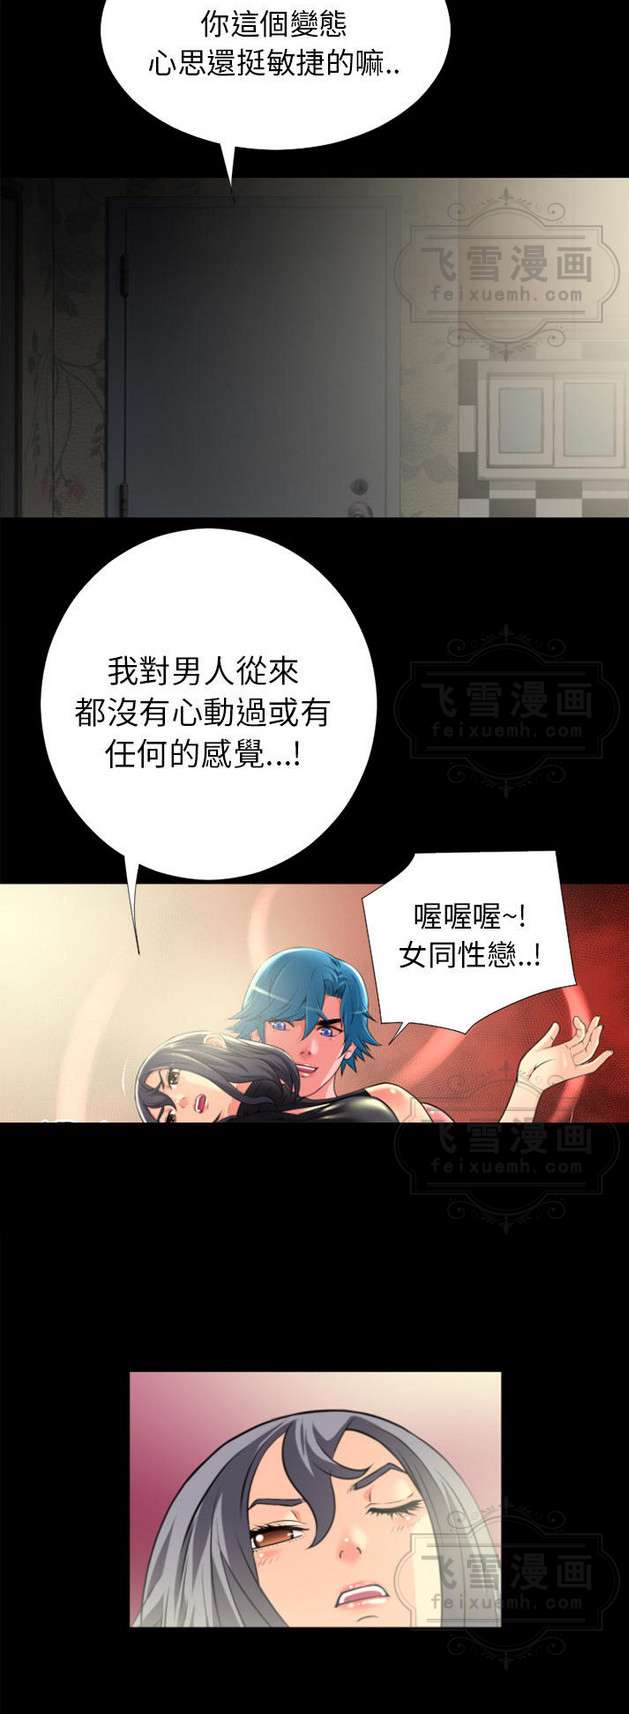 你這個變態
心思還挺敏捷的嘛..
飞雪漫画
feixuemh.com
我對男人從來
都沒有心動過或有
任何的感覺...!
飞雪漫画
feixuemh.com
喔喔喔~!
女同性戀..!
飞雪漫画
feixuemh.com
飞雪漫画
feixuemh.com